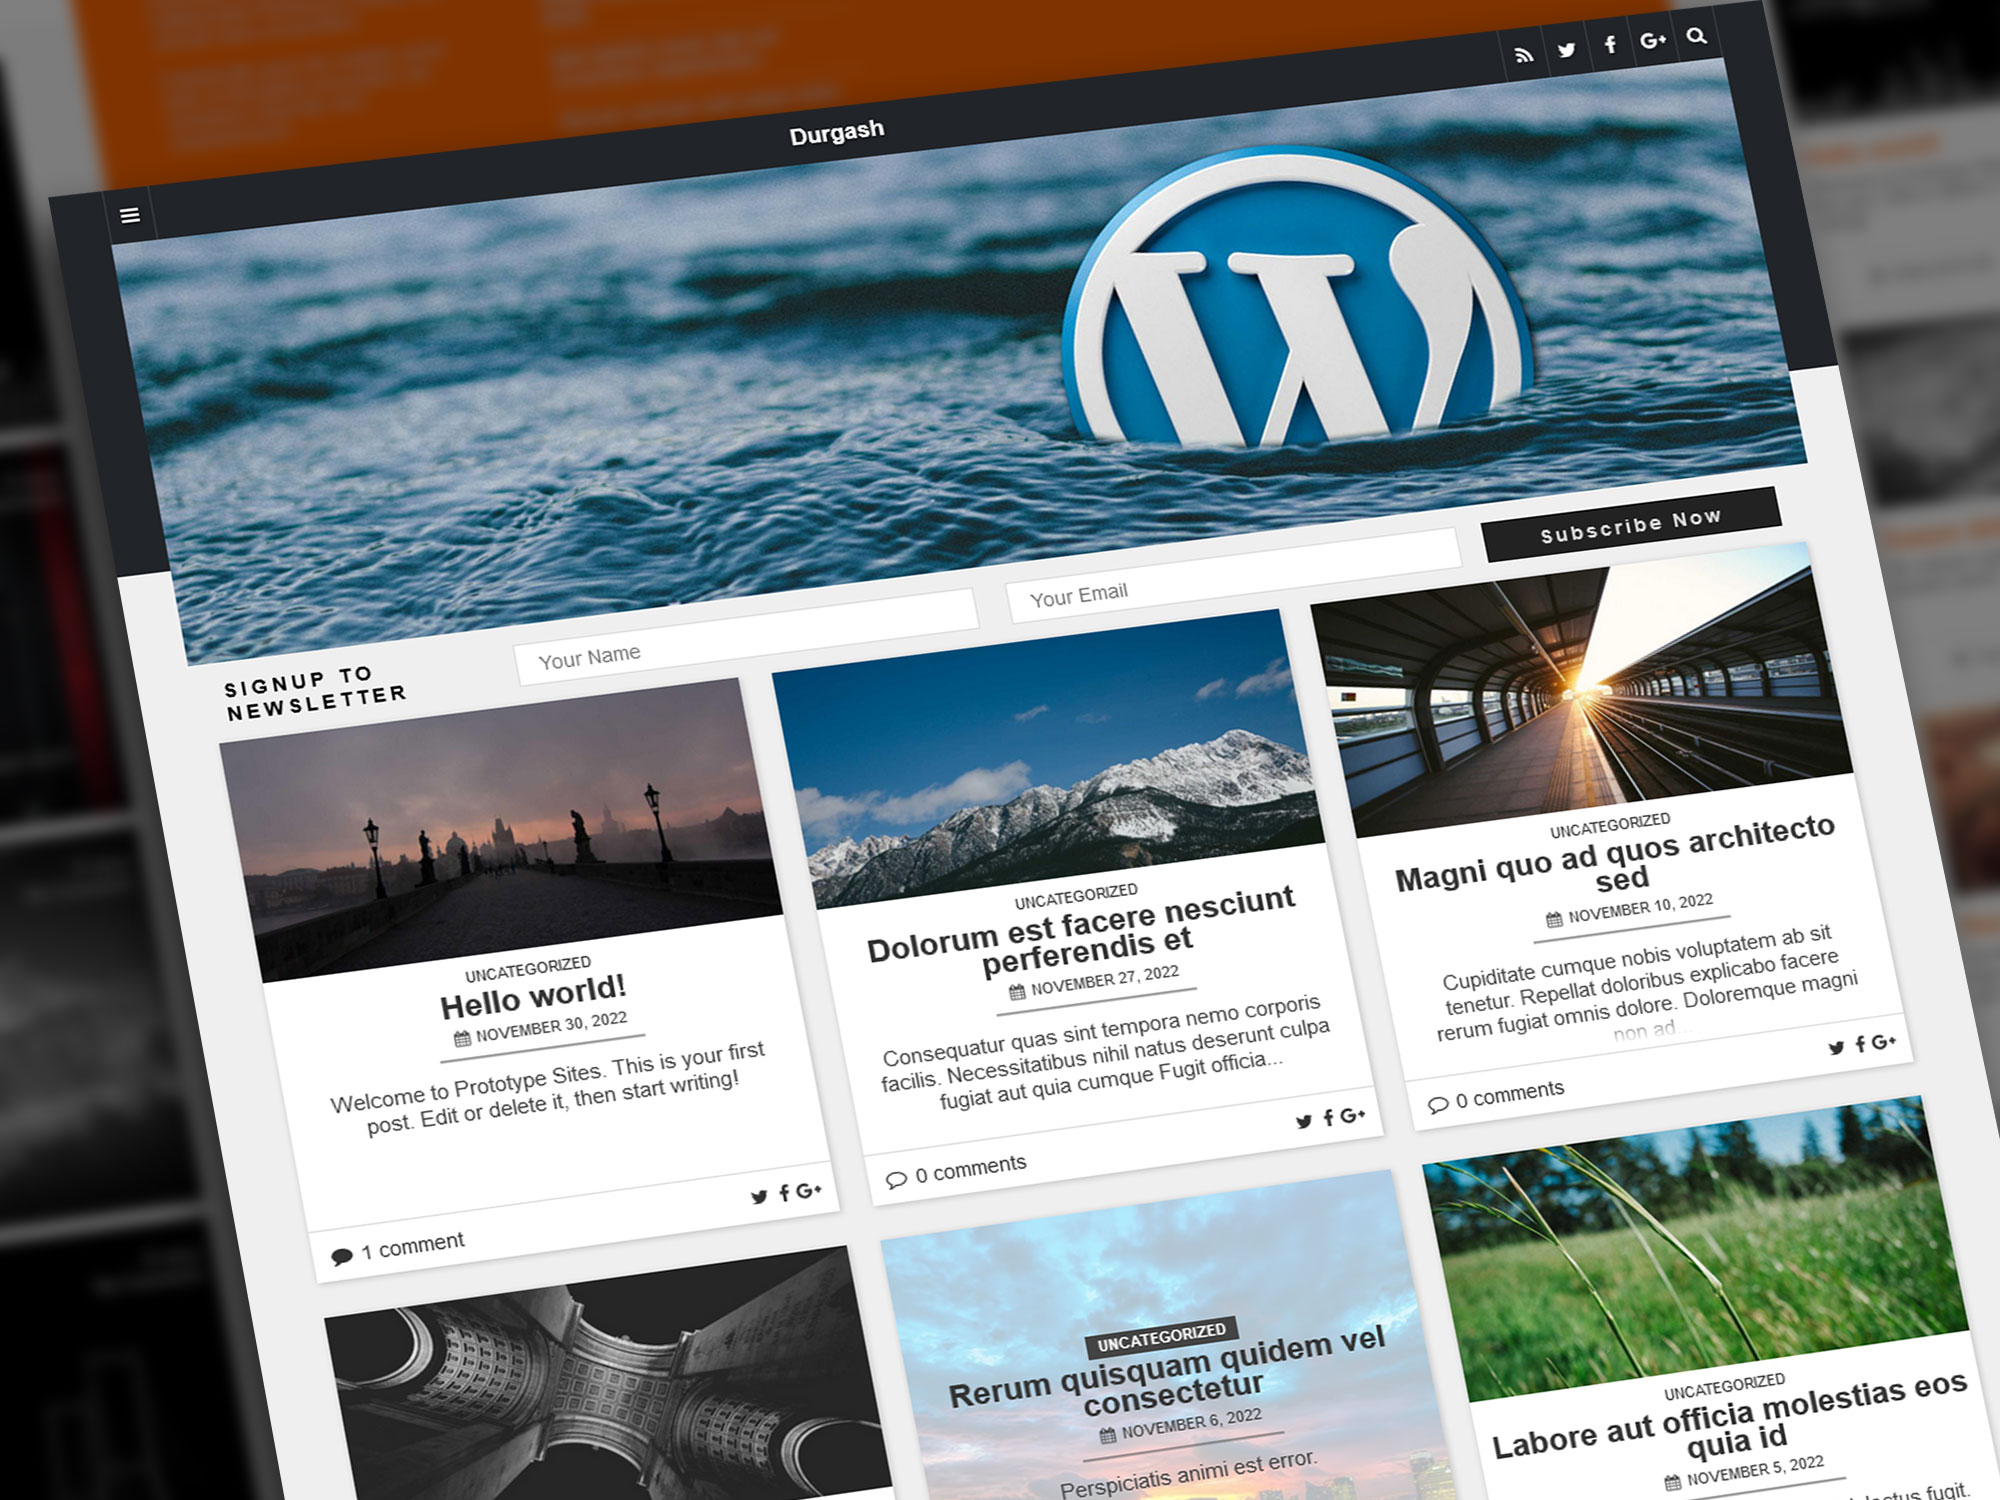 Durgash
SIGNUP TO
NEWSLETTER
Your Name
Your Email
Subscribe Now
UNCATEGORIZED
Hello world!
NOVEMBER 30, 2022
Welcome to Prototype Sites. This is your first
post. Edit or delete it, then start writing!
1 comment
G+
UNCATEGORIZED
Dolorum est facere nesciunt
perferendis et
NOVEMBER 27, 2022
Consequatur quas sint tempora nemo corporis
facilis. Necessitatibus nihil natus deserunt culpa
fugiat aut quia cumque Fugit officia...
0 comments
G+
UNCATEGORIZED
Magni quo ad quos architecto
sed
NOVEMBER 10, 2022
Cupiditate cumque nobis voluptatem ab sit
tenetur. Repellat doloribus explicabo facere
rerum fugiat omnis dolore. Doloremque magni
non ad...
0 comments
G+
UNCATEGORIZED
Rerum quisquam quidem vel
consectetur
NOVEMBER 6, 2022
Perspiciatis animi est error.
UNCATEGORIZED
Labore aut officia molestias eos
quia id
NOVEMBER 5, 2022
fugit.